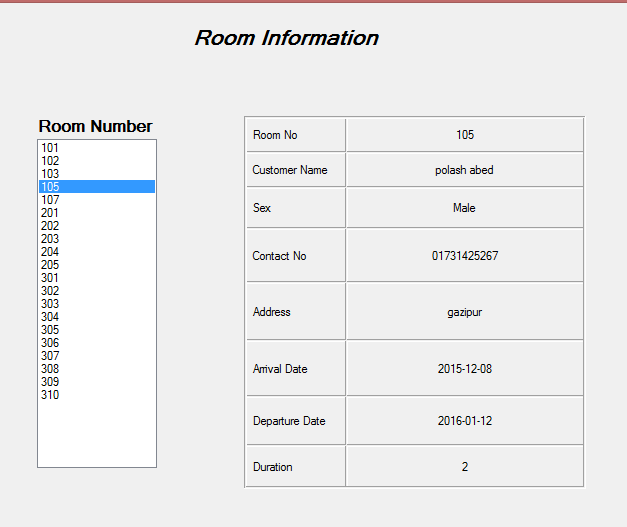 Room Information
Room Number
101
102
103
105
107
201
202
203
204
205
301
302
303
304
305
306
307
308
309
310
Room No 105
Customer Name polash abed
Sex Male
Contact No 01731425267
Address gazipur
Arrival Date 2015-12-08
Departure Date 2016-01-12
Duration 2